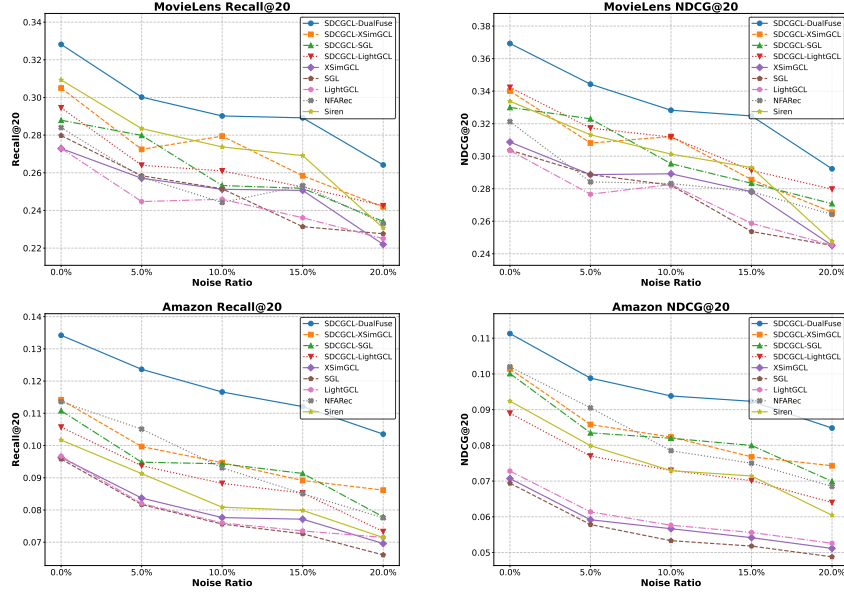 MovieLens Recall@20
Recall@20
0.34
0.32
0.30
0.28
0.26
0.24
0.22
0.0%
5.0%
10.0%
15.0%
20.0%
Noise Ratio
SDCGCL-DualFuse
SDCGCL-XSimGCL
SDCGCL-SGL
SDCGCL-LightGCL
XSimGCL
SGL
LightGCL
NFARec
Siren
MovieLens NDCG@20
NDCG@20
0.38
0.36
0.34
0.32
0.30
0.28
0.26
0.24
0.0%
5.0%
10.0%
15.0%
20.0%
Noise Ratio
SDCGCL-DualFuse
SDCGCL-XSimGCL
SDCGCL-SGL
SDCGCL-LightGCL
XSimGCL
SGL
LightGCL
NFARec
Siren
Amazon Recall@20
Recall@20
0.14
0.13
0.12
0.11
0.10
0.09
0.08
0.07
0.0%
5.0%
10.0%
15.0%
20.0%
Noise Ratio
SDCGCL-DualFuse
SDCGCL-XSimGCL
SDCGCL-SGL
SDCGCL-LightGCL
XSimGCL
SGL
LightGCL
NFARec
Siren
Amazon NDCG@20
NDCG@20
0.11
0.10
0.09
0.08
0.07
0.06
0.05
0.0%
5.0%
10.0%
15.0%
20.0%
Noise Ratio
SDCGCL-DualFuse
SDCGCL-XSimGCL
SDCGCL-SGL
SDCGCL-LightGCL
XSimGCL
SGL
LightGCL
NFARec
Siren